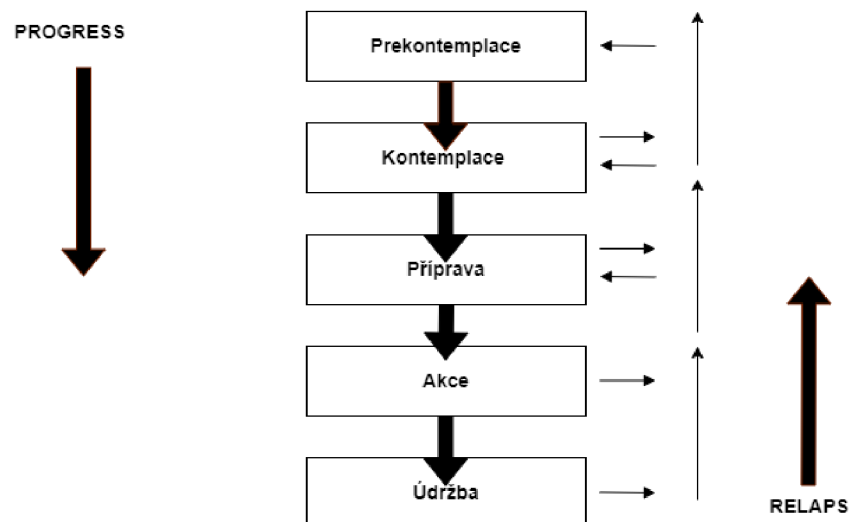 PROGRESS
Prekontemplace
Kontemplace
Příprava
Akce
Údržba
RELAPS